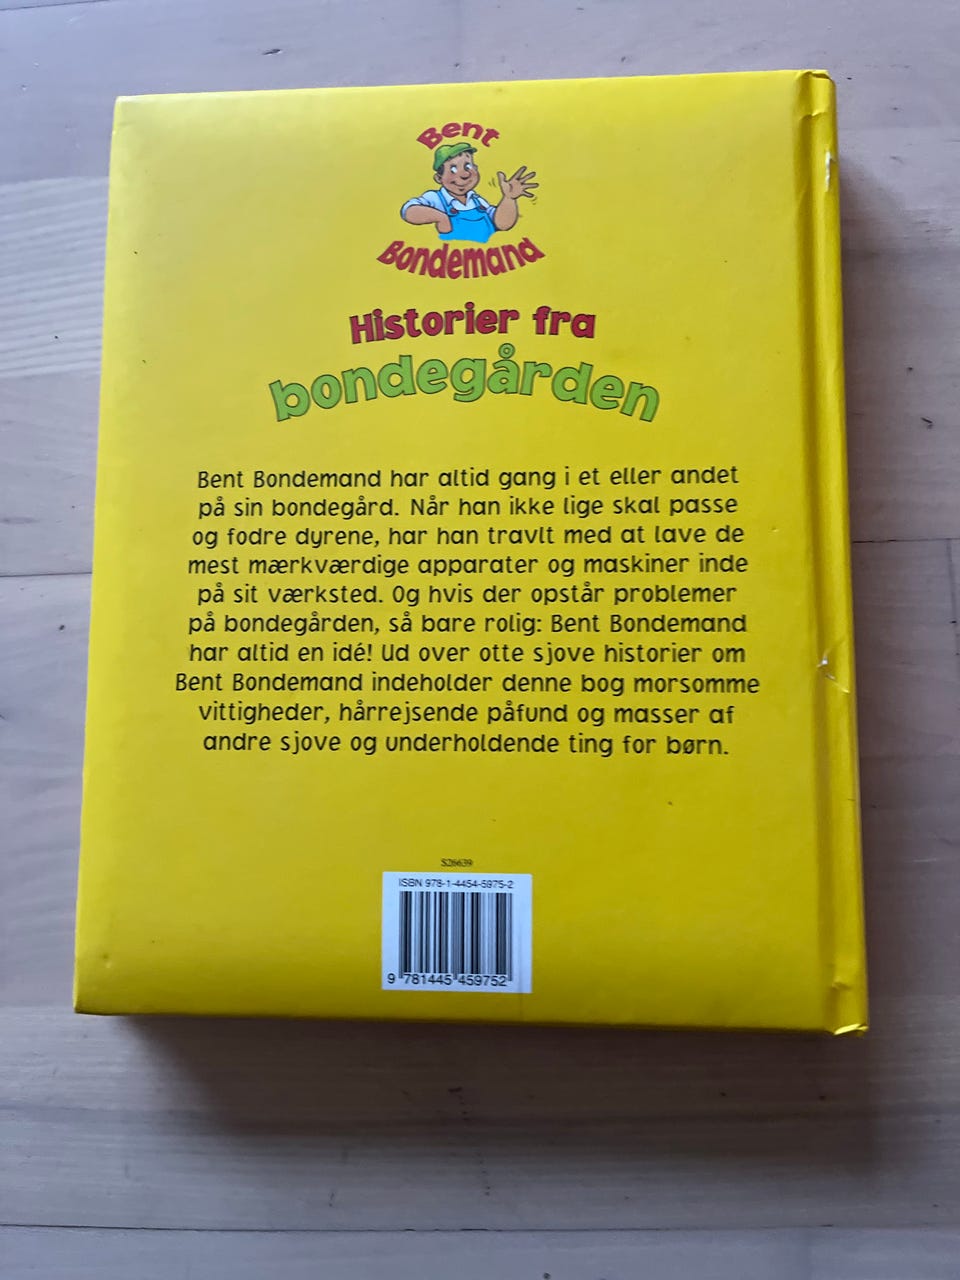 Bent
Bondemand
Historier fra
bondegården
Bent Bondemand har altid gang i et eller andet
på sin bondegård. Når han ikke lige skal passe
og fodre dyrene, har han travlt med at lave de
mest mærkværdige apparater og maskiner inde
på sit værksted. Og hvis der opstår problemer
på bondegården, så bare rolig: Bent Bondemand
har altid en idé! Ud over otte sjove historier om
Bent Bondemand indeholder denne bog morsomme
vittigheder, hårrejsende påfund og masser af
andre sjove og underholdende ting for børn.
S26639
ISBN 978-1-4454-5975-2
9 781445 459752